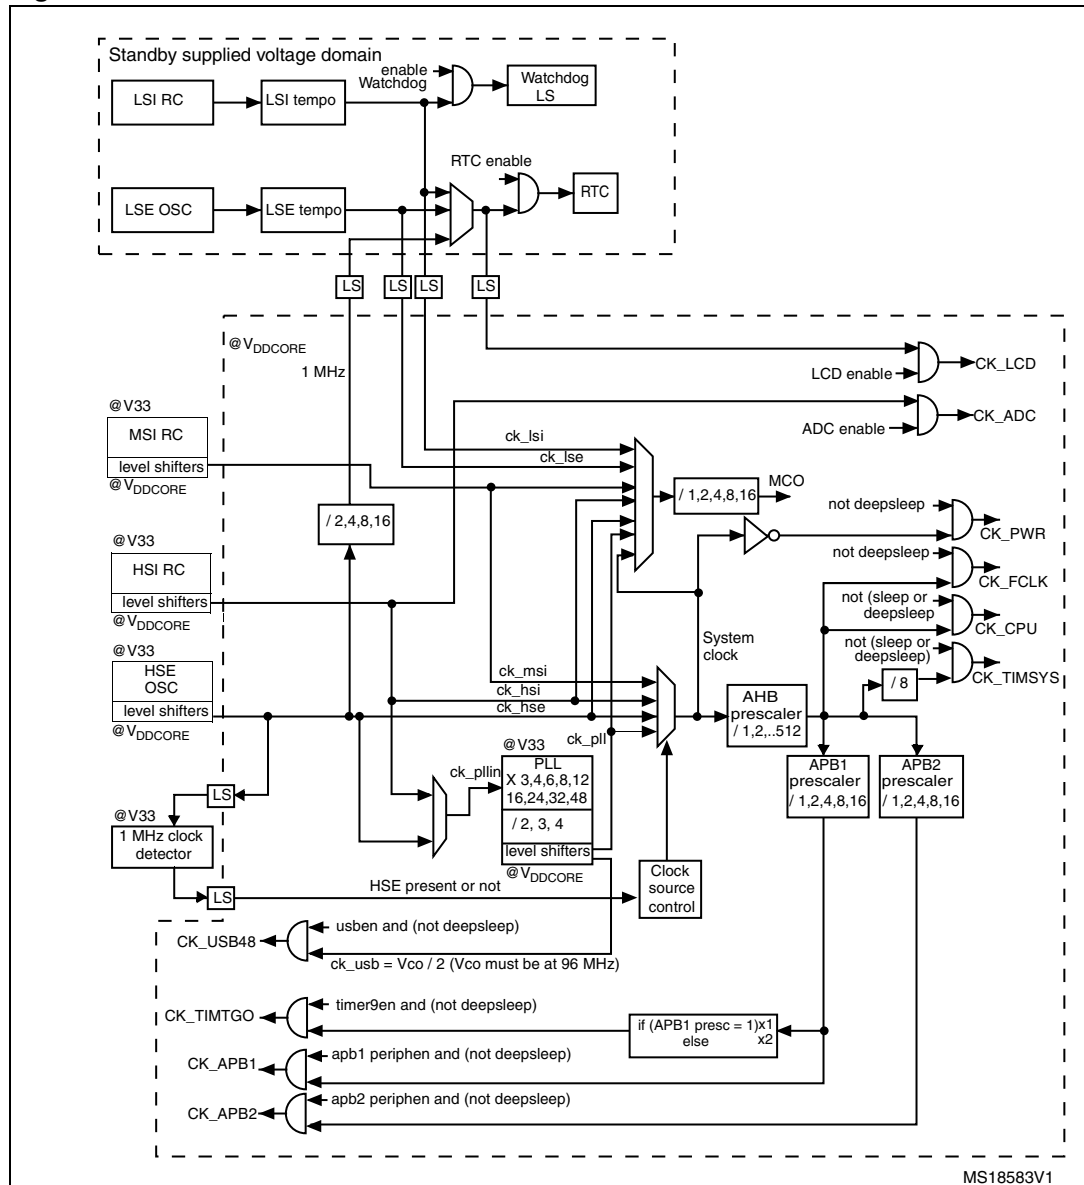 Standby supplied voltage domain
enable
Watchdog
Watchdog
LS
LSI RC
LSI tempo
RTC enable
RTC
LSE OSC
LSE tempo
LS
LS
LS
LS
@VDDCORE
1 MHz
LCD enable
CK_LCD
@V33
MSI RC
level shifters
@VDDCORE
ADC enable
CK_ADC
ck_lsi
ck_lse
/ 1,2,4,8,16
MCO
/ 2,4,8,16
not deepsleep
CK_PWR
@V33
HSI RC
level shifters
@VDDCORE
not deepsleep
CK_FCLK
not (sleep or
deepsleep
CK_CPU
System
clock
not (sleep or
deepsleep)
CK_TIMSYS
/ 8
@V33
HSE
OSC
level shifters
@VDDCORE
ck_msi
ck_hsi
ck_hse
ck_pll
AHB
prescaler
/ 1,2,..512
@V33
PLL
X 3,4,6,8,12
16,24,32,48
/ 2, 3, 4
level shifters
@VDDCORE
ck_pllin
APB1
prescaler
/ 1,2,4,8,16
APB2
prescaler
/ 1,2,4,8,16
LS
@V33
1 MHz clock
detector
LS
HSE present or not
Clock
source
control
CK_USB48
usben and (not deepsleep)
ck_usb = Vco / 2 (Vco must be at 96 MHz)
CK_TIMTGO
timer9en and (not deepsleep)
if (APB1 presc = 1)x1
else x2
CK_APB1
apb1 periphen and (not deepsleep)
CK_APB2
apb2 periphen and (not deepsleep)
MS18583V1